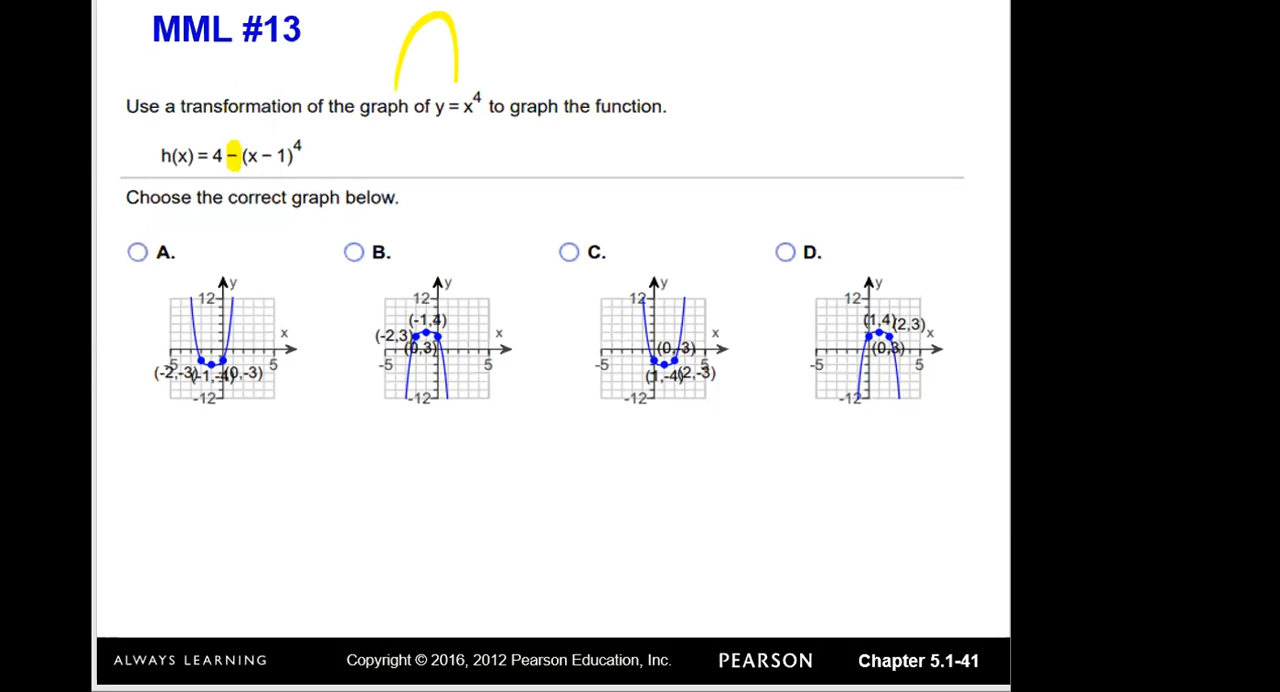 MML #13
Use a transformation of the graph of y = x⁴ to graph the function.
h(x) = 4 − (x − 1)⁴
Choose the correct graph below.
A. B. C. D.
y y y y
12 12 12 12
(-1,4) (1,4) (2,3)
x (-2,3) x x x
(0,3) (0,-3) (0,3)
-5 5 -5 5 -5 5 -5 5
(-2,-3) (-1,-4) (0,-3) (1,-4) (2,-3)
-12 -12 -12 -12
ALWAYS LEARNING Copyright © 2016, 2012 Pearson Education, Inc. PEARSON Chapter 5.1-41